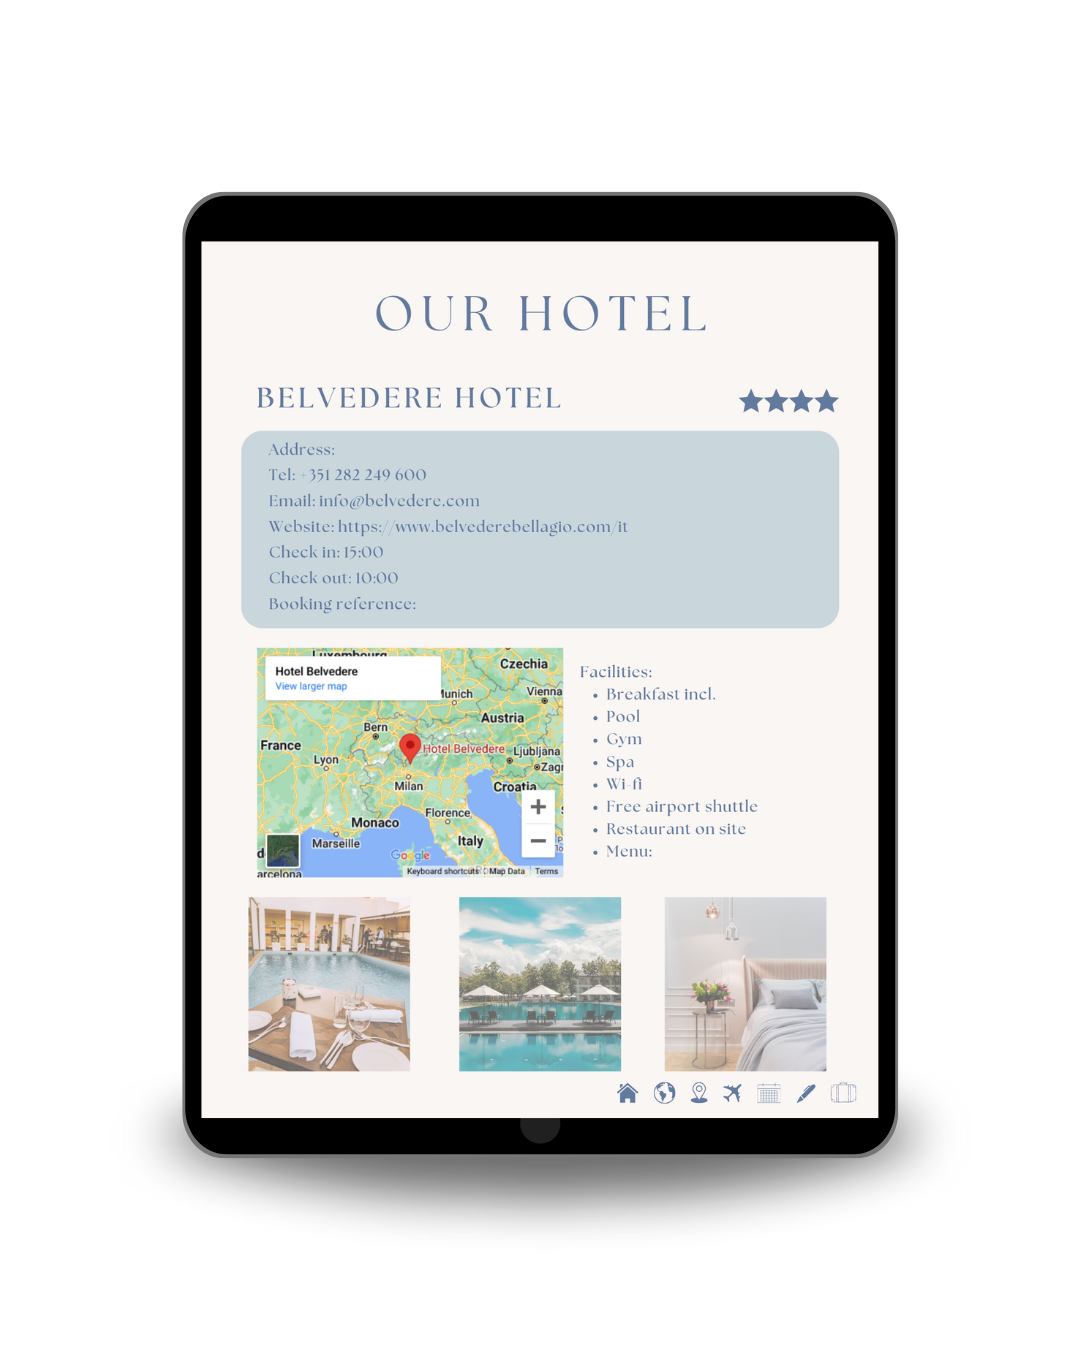 OUR HOTEL
BELVEDERE HOTEL
Address:
Tel: +351 282 249 600
Email: info@belvedere.com
Website: https://www.belvederebellagio.com/it
Check in: 15:00
Check out: 10:00
Booking reference:
Luxembourg
Hotel Belvedere
View larger map
Czechia
Munich
Vienna
Austria
Bern
France
Hotel Belvedere
Ljubljana
Lyon
Zagr
Milan
Croatia
+
Florence
Monaco
Marseille
Italy
−
Google
arcelona
Keyboard shortcuts
Map Data
Terms
Facilities:
• Breakfast incl.
• Pool
• Gym
• Spa
• Wi-fi
• Free airport shuttle
• Restaurant on site
• Menu: